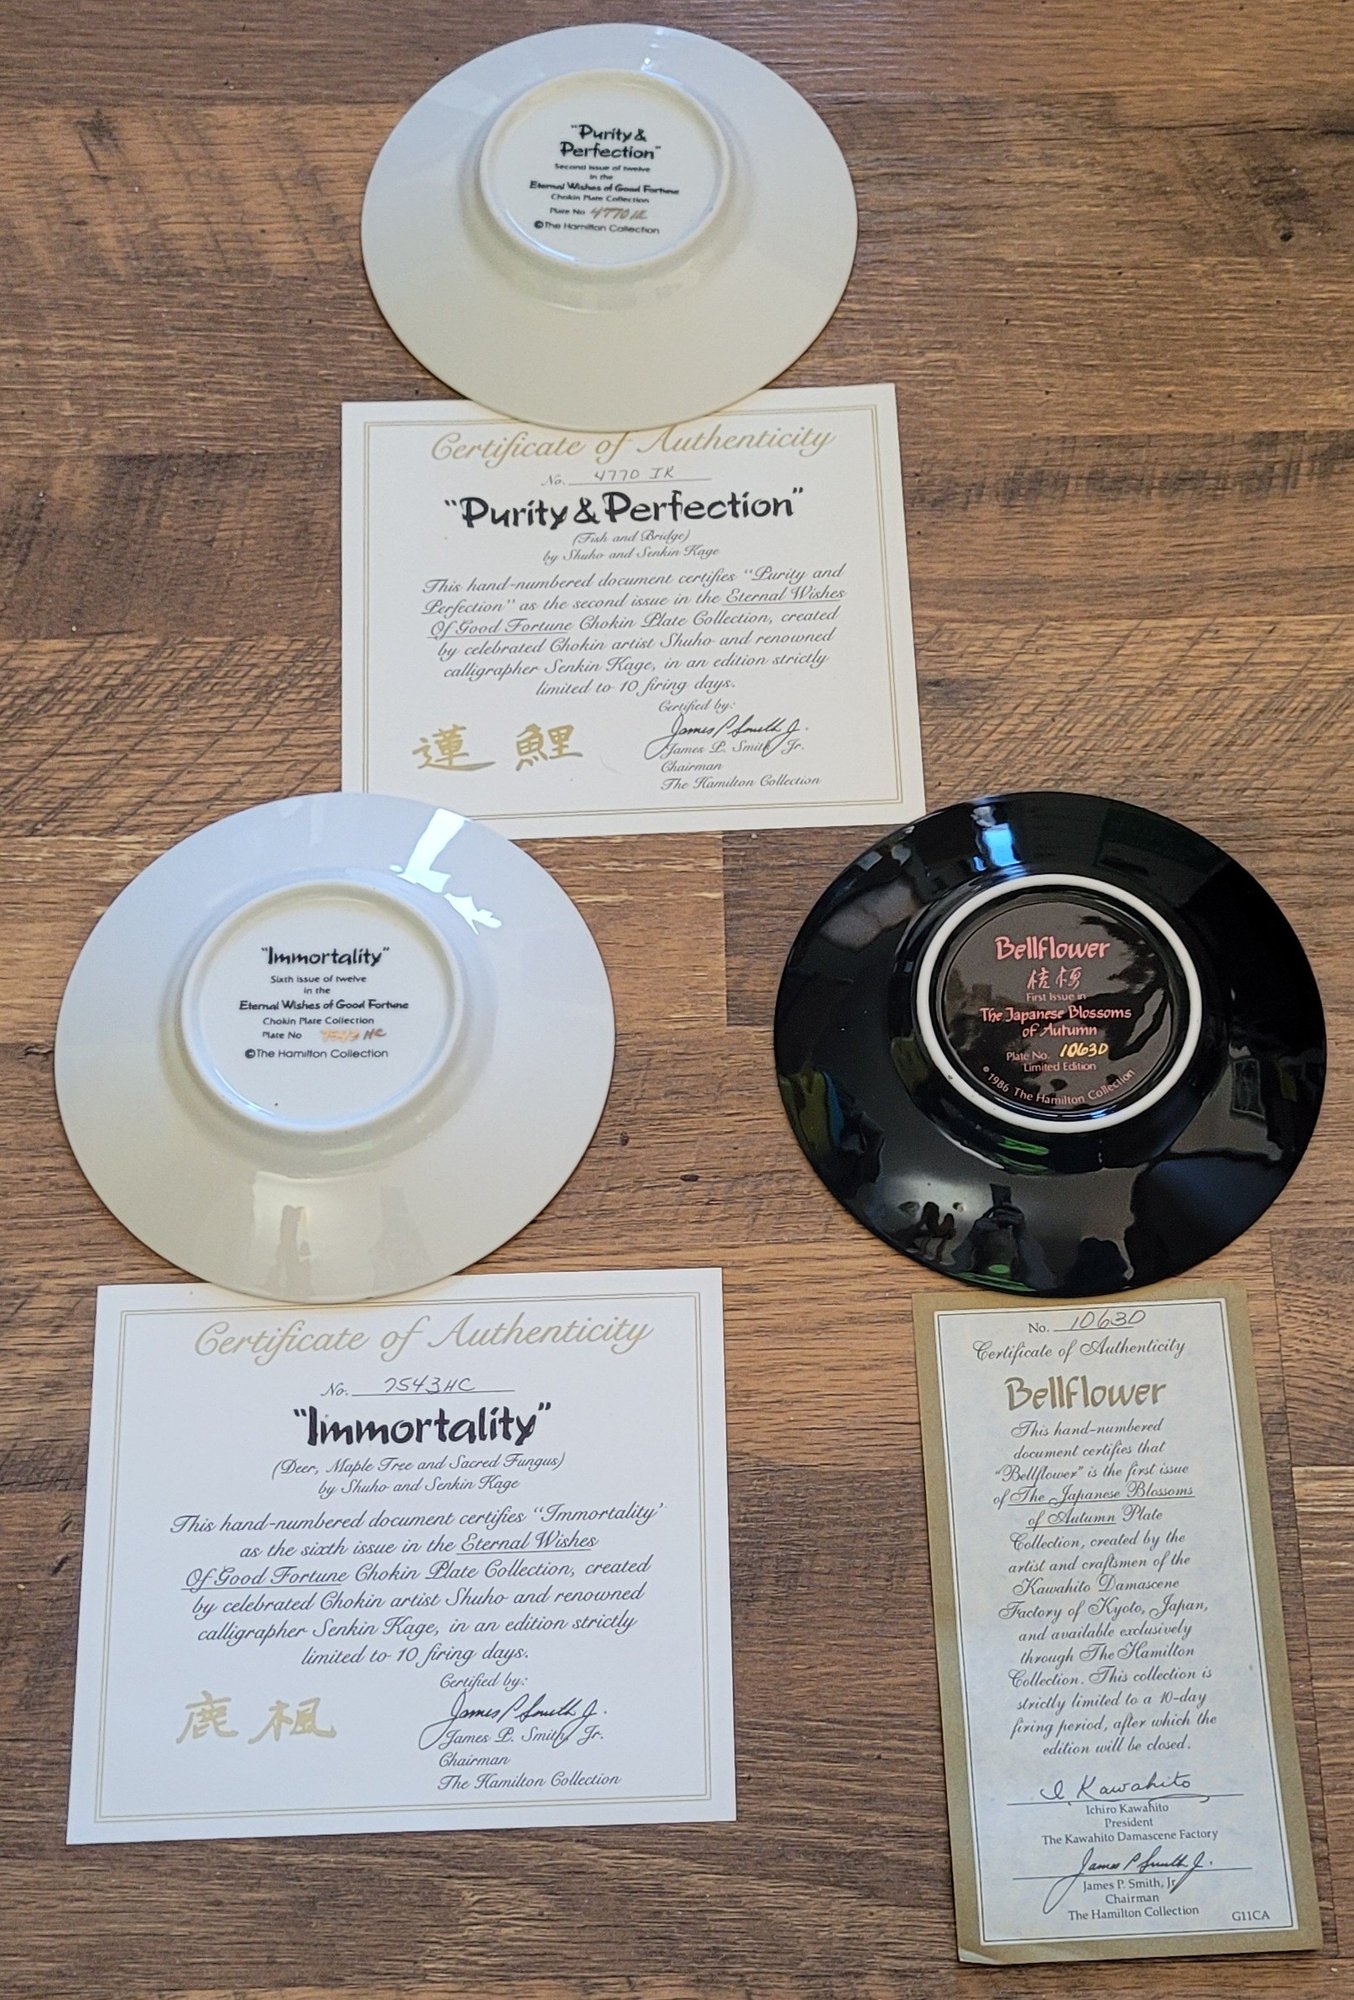 "Purity &
Perfection"
Second issue of twelve
in the
Eternal Wishes of Good Fortune
Chokin Plate Collection
Plate No 4770 IK
©The Hamilton Collection
Certificate of Authenticity
No. 4770 IK
"Purity & Perfection"
(Fish and Bridge)
by Shuho and Senkin Kage
This hand-numbered document certifies "Purity and
Perfection" as the second issue in the Eternal Wishes
Of Good Fortune Chokin Plate Collection, created
by celebrated Chokin artist Shuho and renowned
calligrapher Senkin Kage, in an edition strictly
limited to 10 firing days.
Certified by:
James P Smith Jr.
James P. Smith, Jr.
Chairman
The Hamilton Collection
蓮 鯉
"Immortality"
Sixth issue of twelve
in the
Eternal Wishes of Good Fortune
Chokin Plate Collection
Plate No 7543 HC
©The Hamilton Collection
Certificate of Authenticity
No. 7543HC
"Immortality"
(Deer, Maple Tree and Sacred Fungus)
by Shuho and Senkin Kage
This hand-numbered document certifies "Immortality"
as the sixth issue in the Eternal Wishes
Of Good Fortune Chokin Plate Collection, created
by celebrated Chokin artist Shuho and renowned
calligrapher Senkin Kage, in an edition strictly
limited to 10 firing days.
Certified by:
James P Smith Jr.
James P. Smith, Jr.
Chairman
The Hamilton Collection
鹿 楓
Bellflower
First Issue in
The Japanese Blossoms
of Autumn
Plate No. 1063D
Limited Edition
©1986 The Hamilton Collection
No. 1063D
Certificate of Authenticity
Bellflower
This hand-numbered
document certifies that
"Bellflower" is the first issue
of The Japanese Blossoms
of Autumn Plate
Collection, created by the
artist and craftsmen of the
Kawahito Damascene
Factory of Kyoto, Japan,
and available exclusively
through The Hamilton
Collection. This collection is
strictly limited to a 10-day
firing period, after which the
edition will be closed.
I. Kawahito
Ichiro Kawahito
President
The Kawahito Damascene Factory
James P Smith Jr.
James P. Smith, Jr.
Chairman
The Hamilton Collection
G11CA